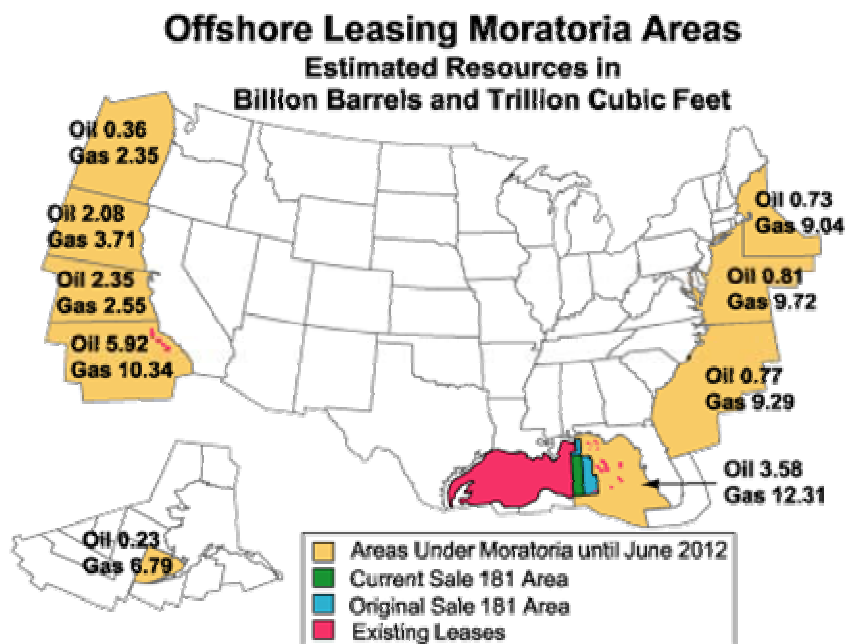 Offshore Leasing Moratoria Areas
Estimated Resources in
Billion Barrels and Trillion Cubic Feet
Oil 0.36
Gas 2.35
Oil 2.08
Gas 3.71
Oil 2.35
Gas 2.55
Oil 5.92
Gas 10.34
Oil 0.73
Gas 9.04
Oil 0.81
Gas 9.72
Oil 0.77
Gas 9.29
Oil 3.58
Gas 12.31
Oil 0.23
Gas 6.79
Areas Under Moratoria until June 2012
Current Sale 181 Area
Original Sale 181 Area
Existing Leases